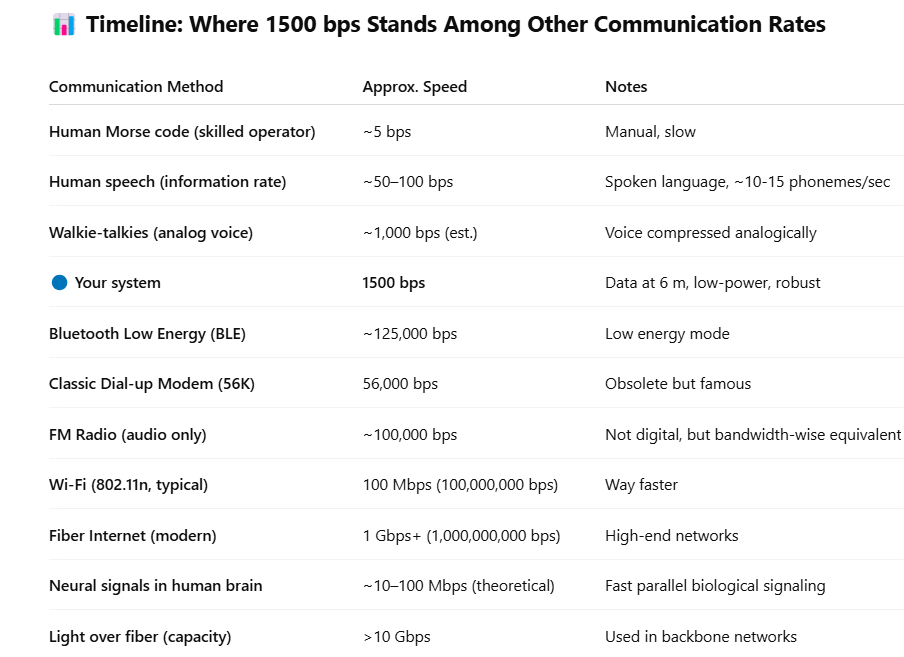 Timeline: Where 1500 bps Stands Among Other Communication Rates
Communication Method Approx. Speed Notes
Human Morse code (skilled operator) ~5 bps Manual, slow
Human speech (information rate) ~50–100 bps Spoken language, ~10-15 phonemes/sec
Walkie-talkies (analog voice) ~1,000 bps (est.) Voice compressed analogically
Your system 1500 bps Data at 6 m, low-power, robust
Bluetooth Low Energy (BLE) ~125,000 bps Low energy mode
Classic Dial-up Modem (56K) 56,000 bps Obsolete but famous
FM Radio (audio only) ~100,000 bps Not digital, but bandwidth-wise equivalent
Wi-Fi (802.11n, typical) 100 Mbps (100,000,000 bps) Way faster
Fiber Internet (modern) 1 Gbps+ (1,000,000,000 bps) High-end networks
Neural signals in human brain ~10–100 Mbps (theoretical) Fast parallel biological signaling
Light over fiber (capacity) >10 Gbps Used in backbone networks